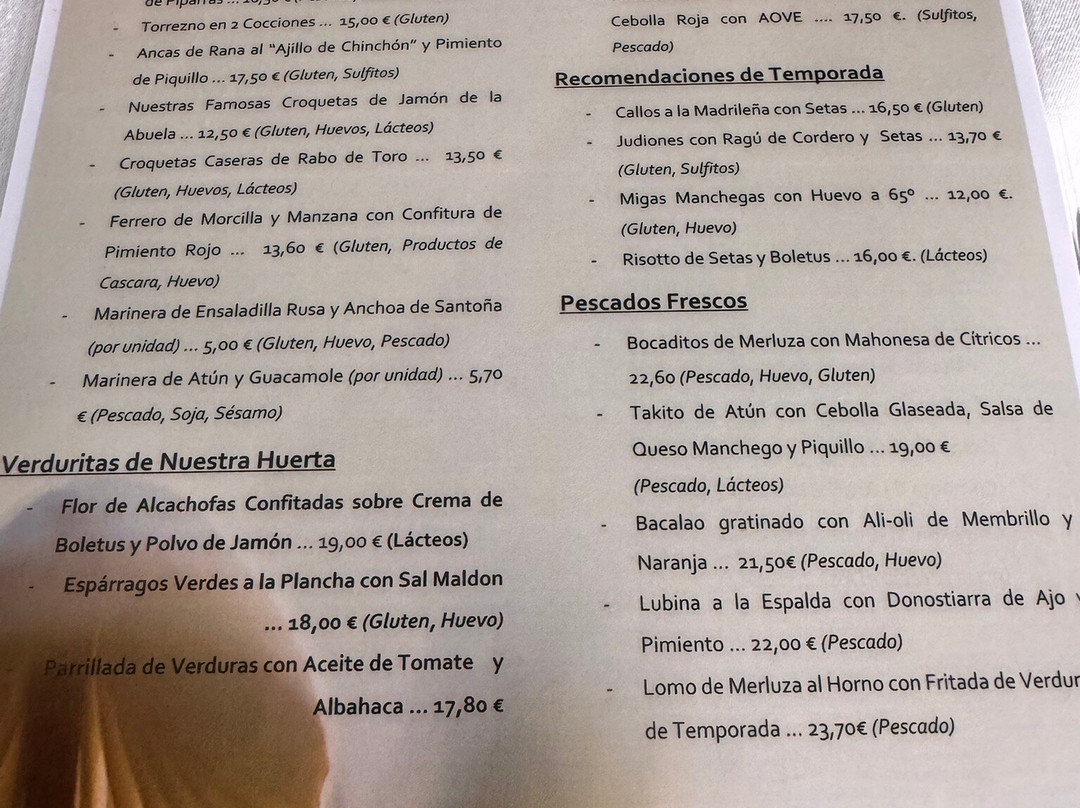 de Piparras ... 16,50 €
- Torrezno en 2 Cocciones ... 15,00 € (Gluten)
- Ancas de Rana al “Ajillo de Chinchón” y Pimiento
de Piquillo ... 17,50 € (Gluten, Sulfitos)
- Nuestras Famosas Croquetas de Jamón de la
Abuela ... 12,50 € (Gluten, Huevos, Lácteos)
- Croquetas Caseras de Rabo de Toro ... 13,50 €
(Gluten, Huevos, Lácteos)
- Ferrero de Morcilla y Manzana con Confitura de
Pimiento Rojo ... 13,60 € (Gluten, Productos de
Cascara, Huevo)
- Marinera de Ensaladilla Rusa y Anchoa de Santoña
(por unidad) ... 5,00 € (Gluten, Huevo, Pescado)
- Marinera de Atún y Guacamole (por unidad) ... 5,70
€ (Pescado, Soja, Sésamo)
Verduritas de Nuestra Huerta
- Flor de Alcachofas Confitadas sobre Crema de
Boletus y Polvo de Jamón ... 19,00 € (Lácteos)
- Espárragos Verdes a la Plancha con Sal Maldon
... 18,00 € (Gluten, Huevo)
- Parrillada de Verduras con Aceite de Tomate y
Albahaca ... 17,80 €
Cebolla Roja con AOVE .... 17,50 €. (Sulfitos,
Pescado)
Recomendaciones de Temporada
- Callos a la Madrileña con Setas ... 16,50 € (Gluten)
- Judiones con Ragú de Cordero y Setas ... 13,70 €
(Gluten, Sulfitos)
- Migas Manchegas con Huevo a 65º ... 12,00 €.
(Gluten, Huevo)
- Risotto de Setas y Boletus ... 16,00 €. (Lácteos)
Pescados Frescos
- Bocaditos de Merluza con Mahonesa de Cítricos ...
22,60 (Pescado, Huevo, Gluten)
- Takito de Atún con Cebolla Glaseada, Salsa de
Queso Manchego y Piquillo ... 19,00 €
(Pescado, Lácteos)
- Bacalao gratinado con Ali-oli de Membrillo y
Naranja ... 21,50€ (Pescado, Huevo)
- Lubina a la Espalda con Donostiarra de Ajo y
Pimiento ... 22,00 € (Pescado)
- Lomo de Merluza al Horno con Fritada de Verdur
de Temporada ... 23,70€ (Pescado)